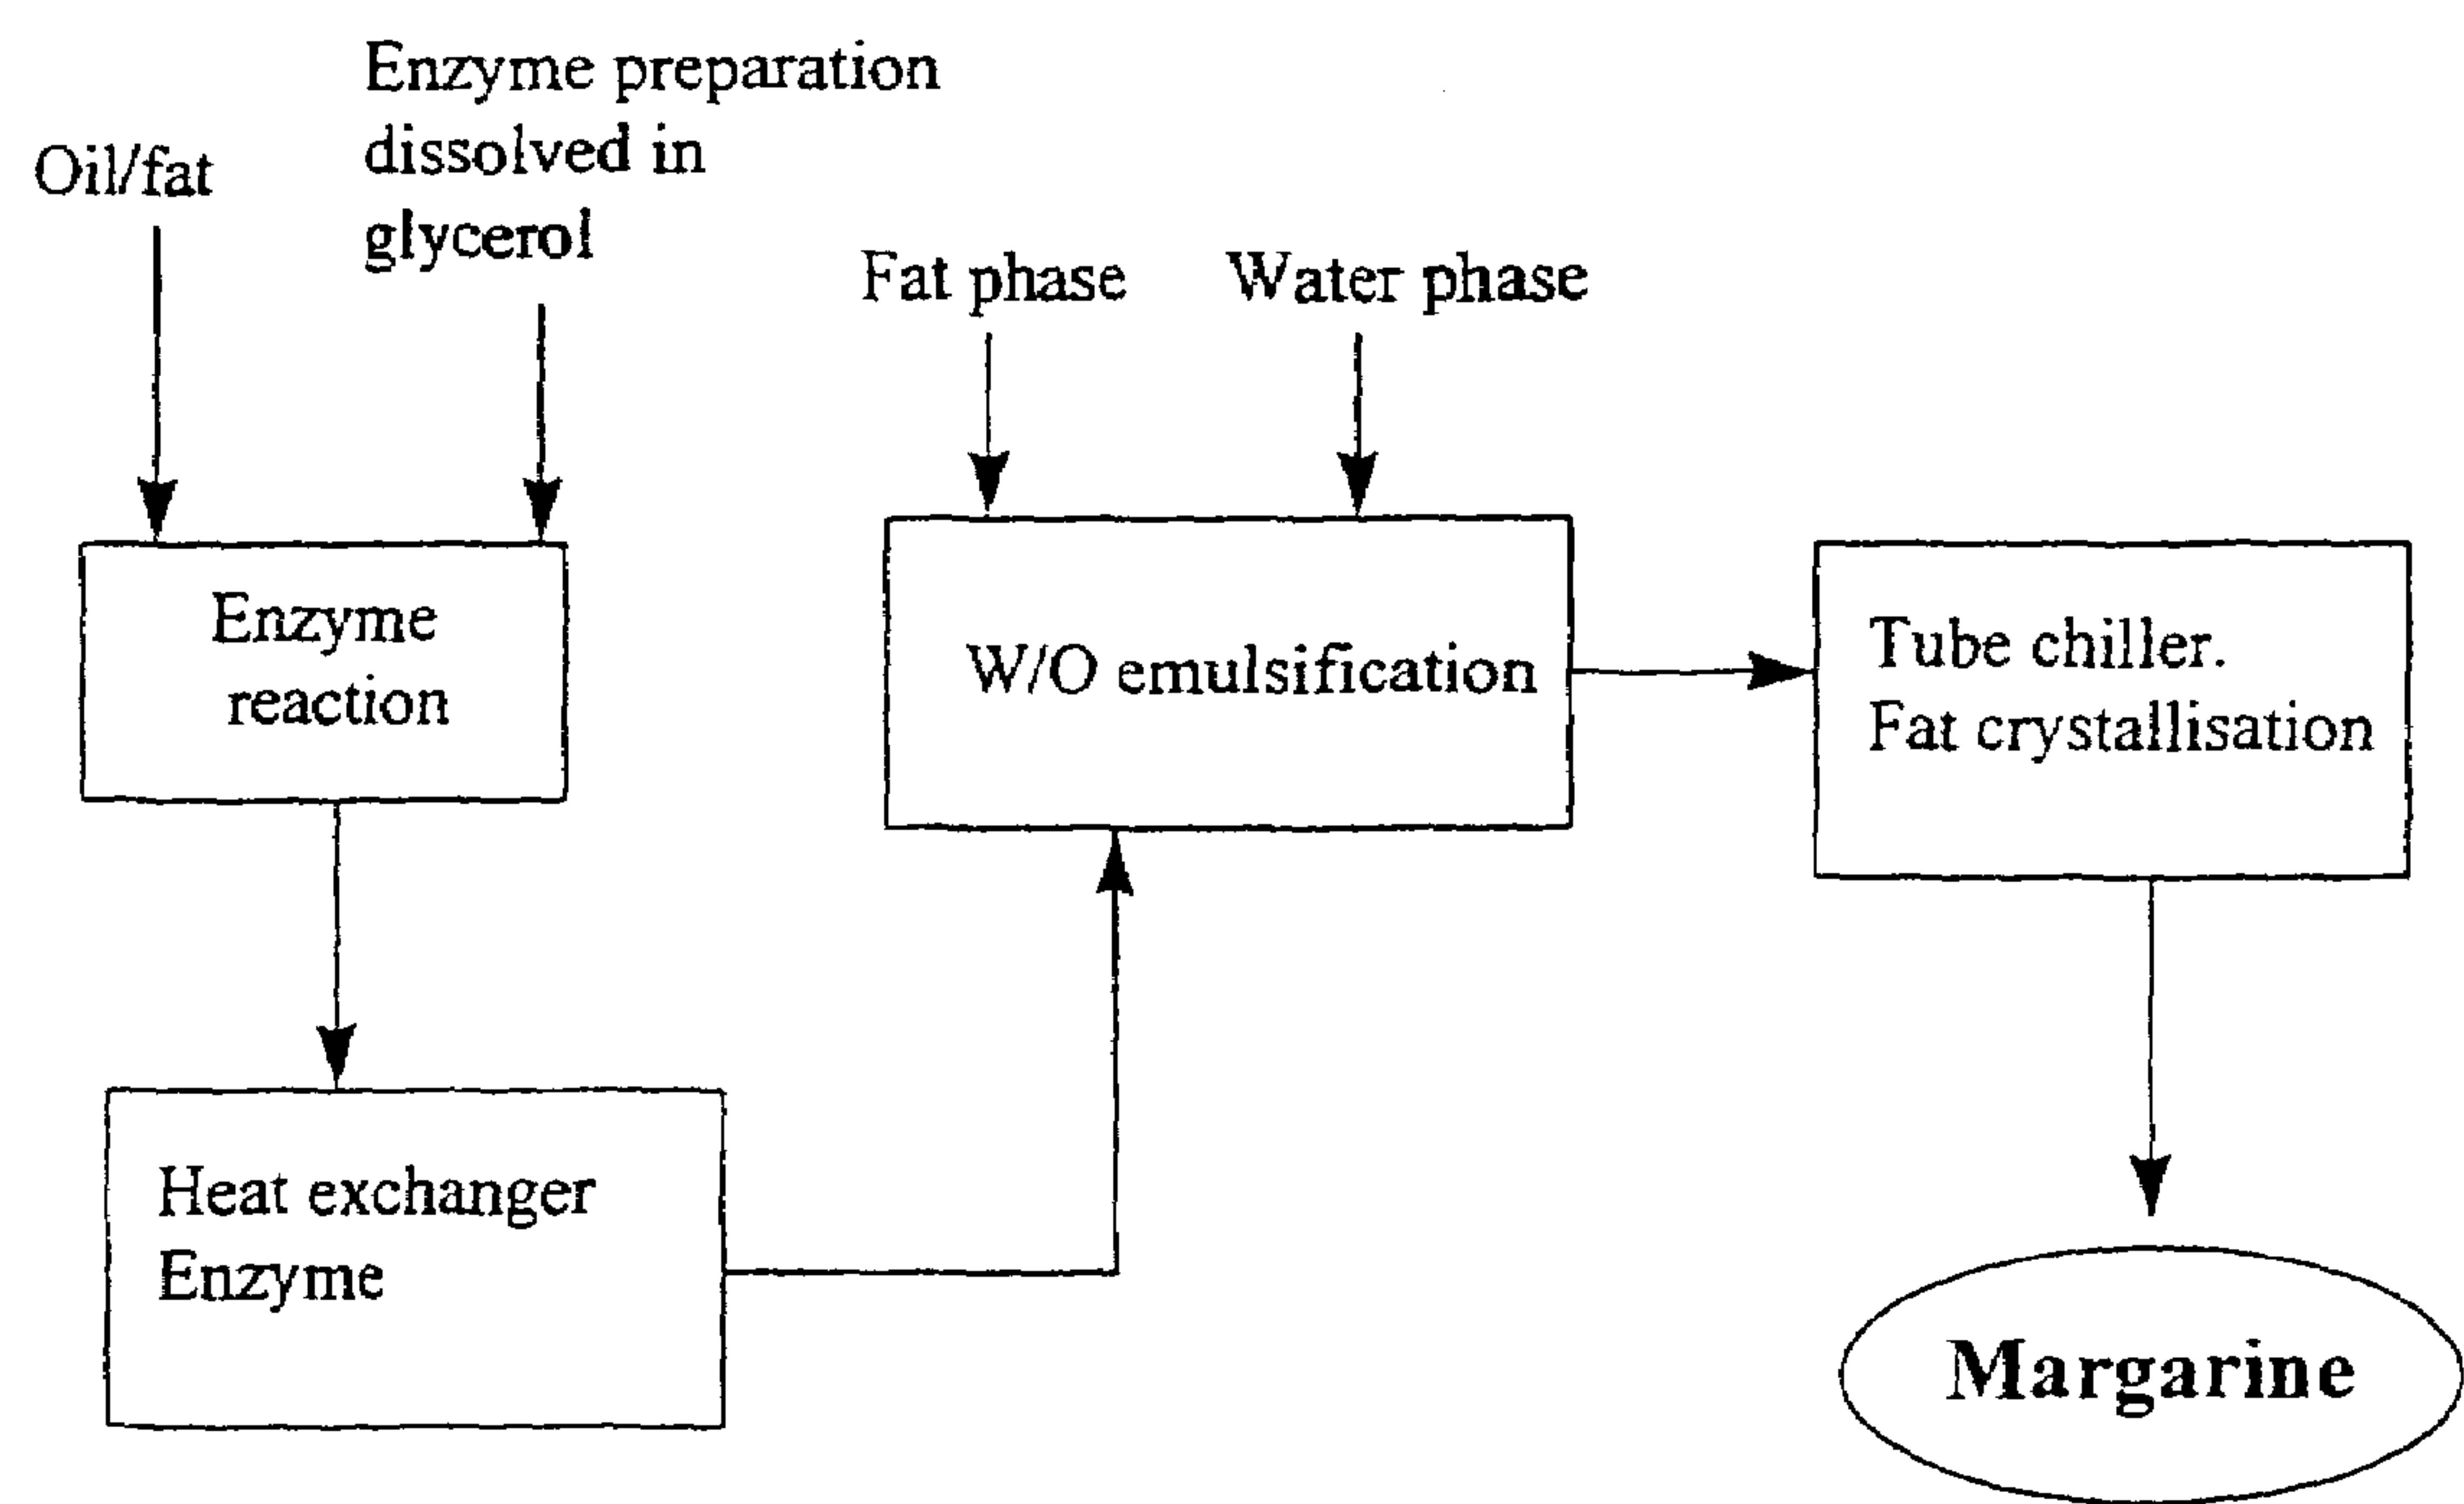 Oil/fat
Enzyme preparation
dissolved in
glycerol
Fat phase
Water phase
Enzyme
reaction
W/O emulsification
Tube chiller.
Fat crystallisation
Heat exchanger
Enzyme
Margarine